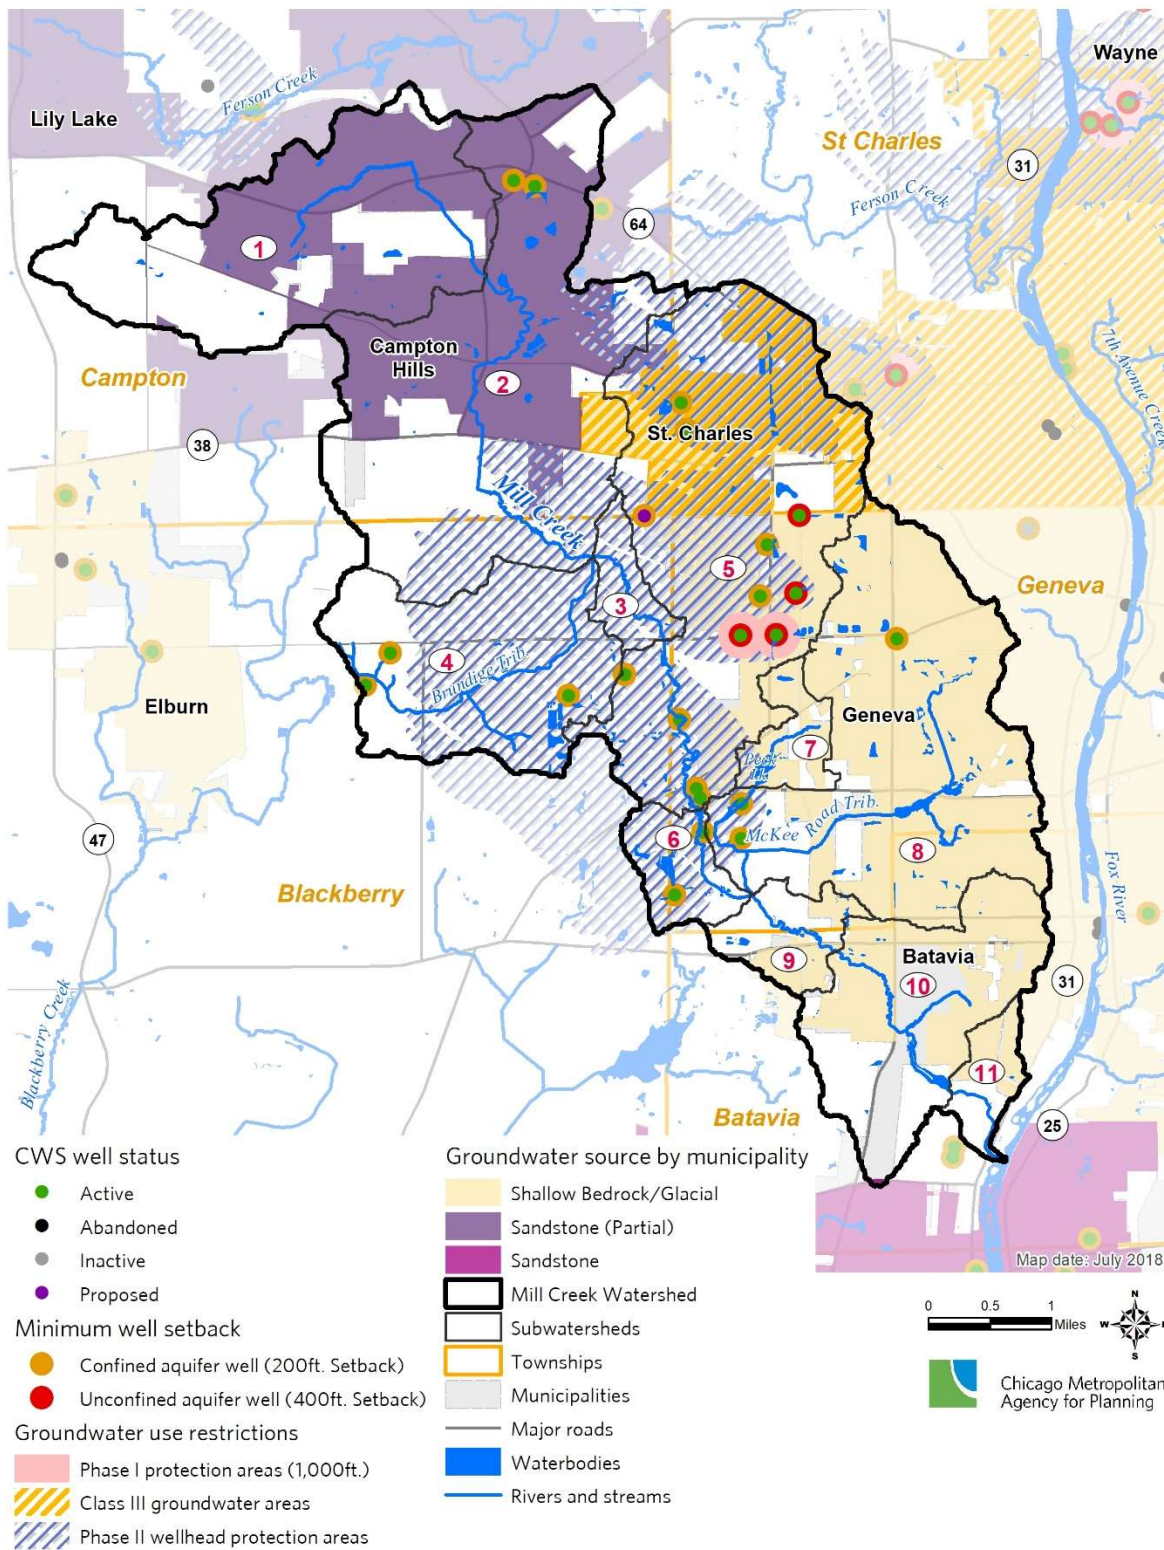 Wayne
Lily Lake
Ferson Creek
St Charles
31
Ferson Creek
64
1
7th Avenue Creek
Campton
Hills
Campton
2
38
St. Charles
Mill Creek
5
Geneva
3
4
Brundige Trib.
Elburn
Geneva
7
Peck
Lk
McKee Road Trib.
47
6
8
Blackberry
Fox River
Batavia
9
10
31
Blackberry Creek
11
Batavia
25
CWS well status
Active
Abandoned
Inactive
Proposed
Minimum well setback
Confined aquifer well (200ft. Setback)
Unconfined aquifer well (400ft. Setback)
Groundwater use restrictions
Phase I protection areas (1,000ft.)
Class III groundwater areas
Phase II wellhead protection areas
Groundwater source by municipality
Shallow Bedrock/Glacial
Sandstone (Partial)
Sandstone
Mill Creek Watershed
Subwatersheds
Townships
Municipalities
Major roads
Waterbodies
Rivers and streams
Map date: July 2018
0 0.5 1
Miles
N
W
S
Chicago Metropolitan
Agency for Planning